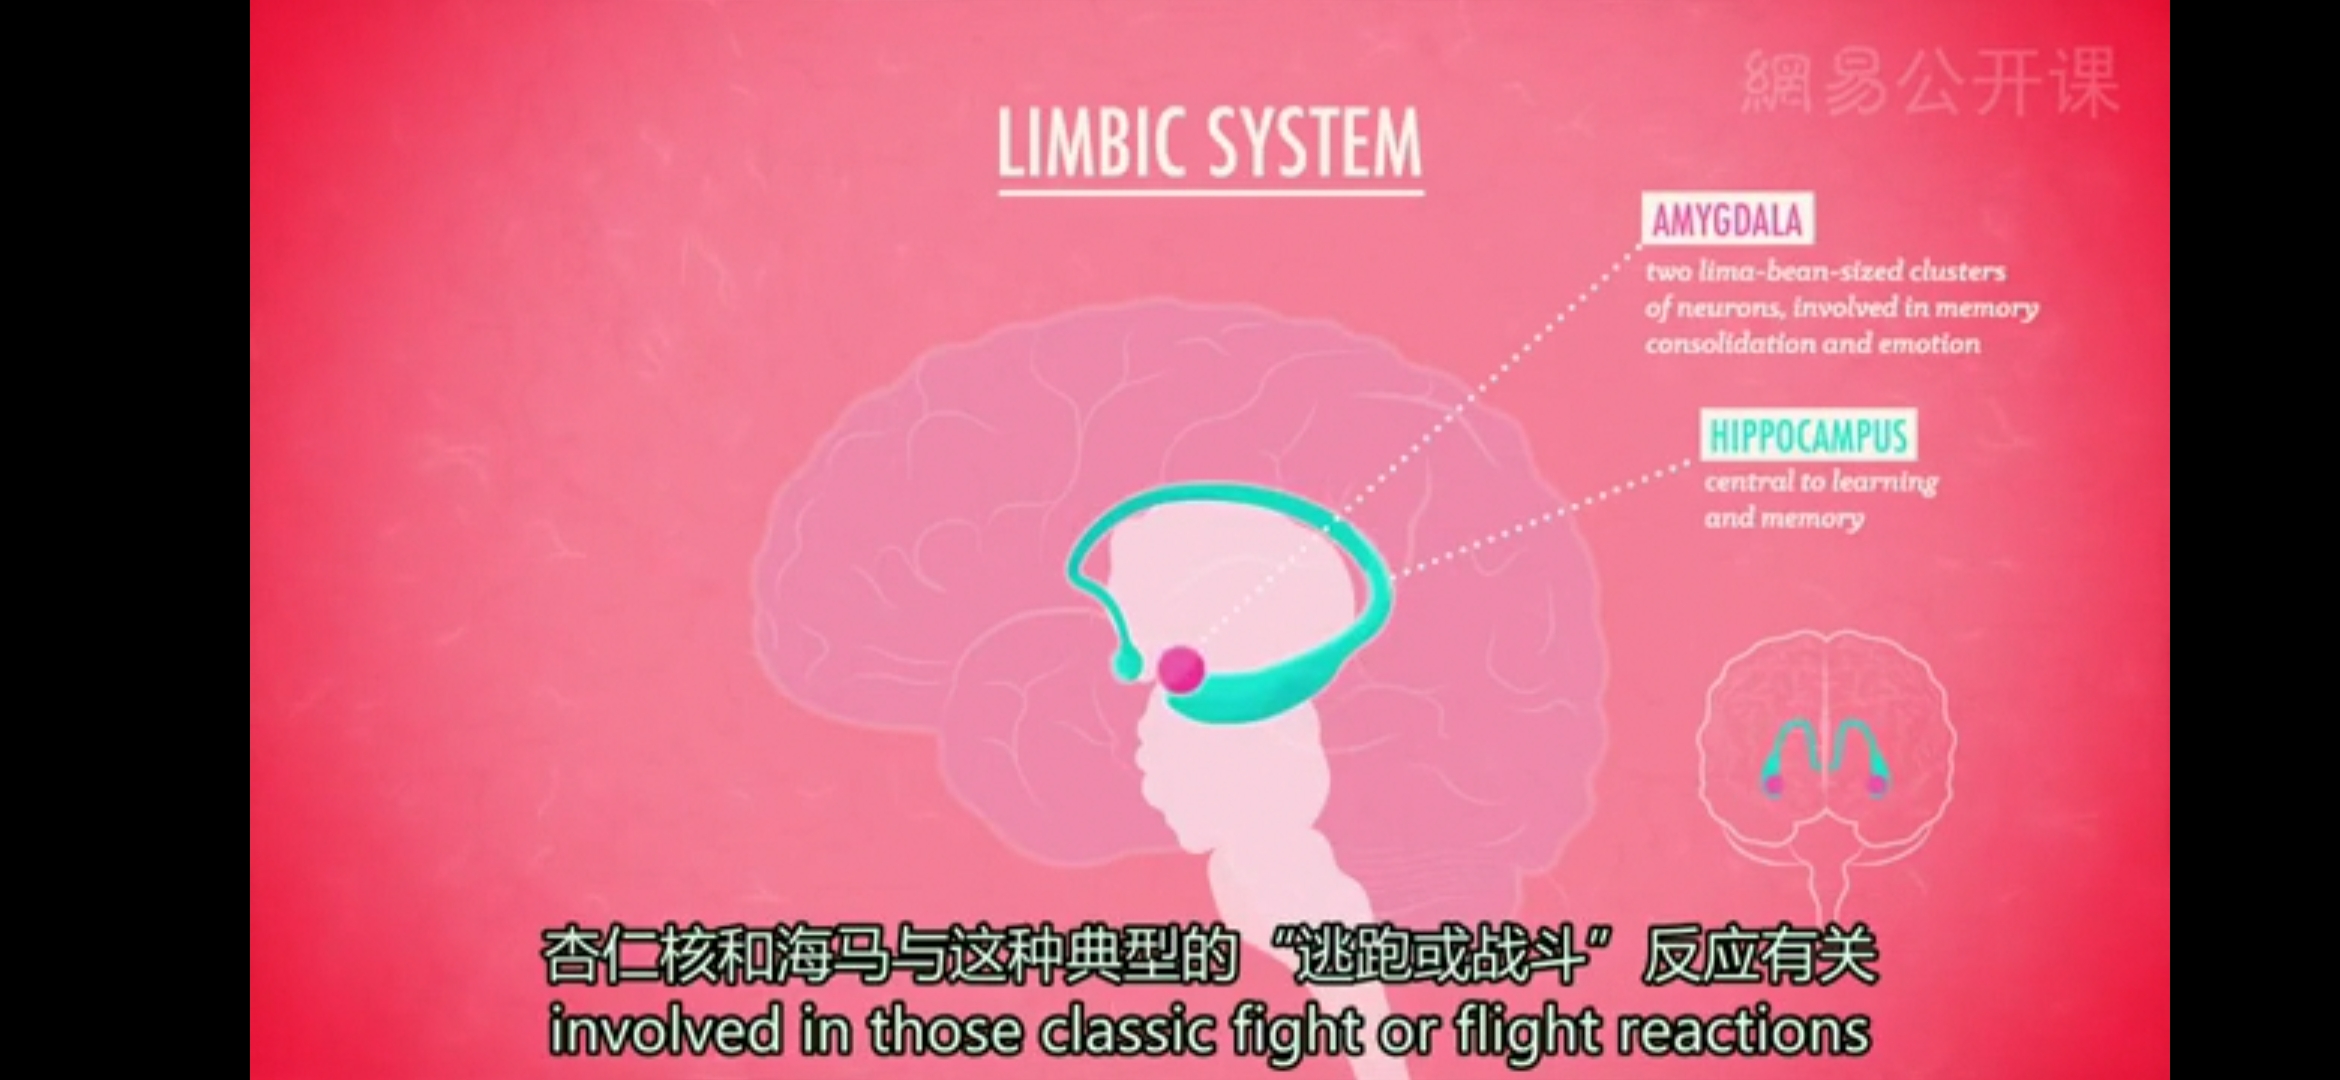 網易公开课
LIMBIC SYSTEM
AMYGDALA
two lima-bean-sized clusters
of neurons, involved in memory
consolidation and emotion
HIPPOCAMPUS
central to learning
and memory
杏仁核和海马与这种典型的“逃跑或战斗”反应有关
involved in those classic fight or flight reactions